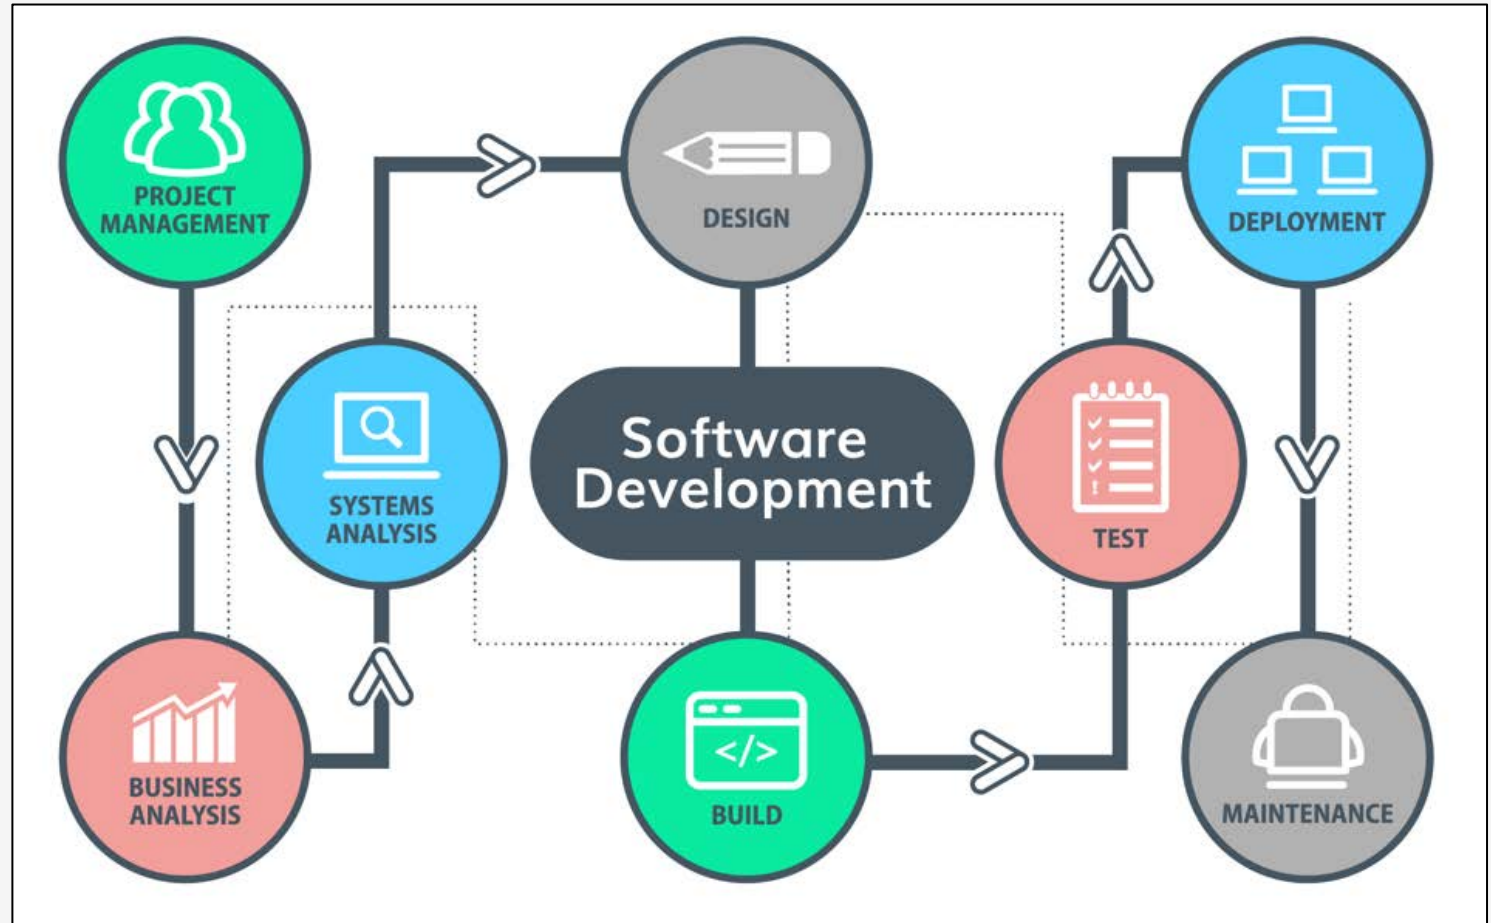 PROJECT
MANAGEMENT
BUSINESS
ANALYSIS
SYSTEMS
ANALYSIS
DESIGN
Software
Development
</>
BUILD
TEST
DEPLOYMENT
MAINTENANCE